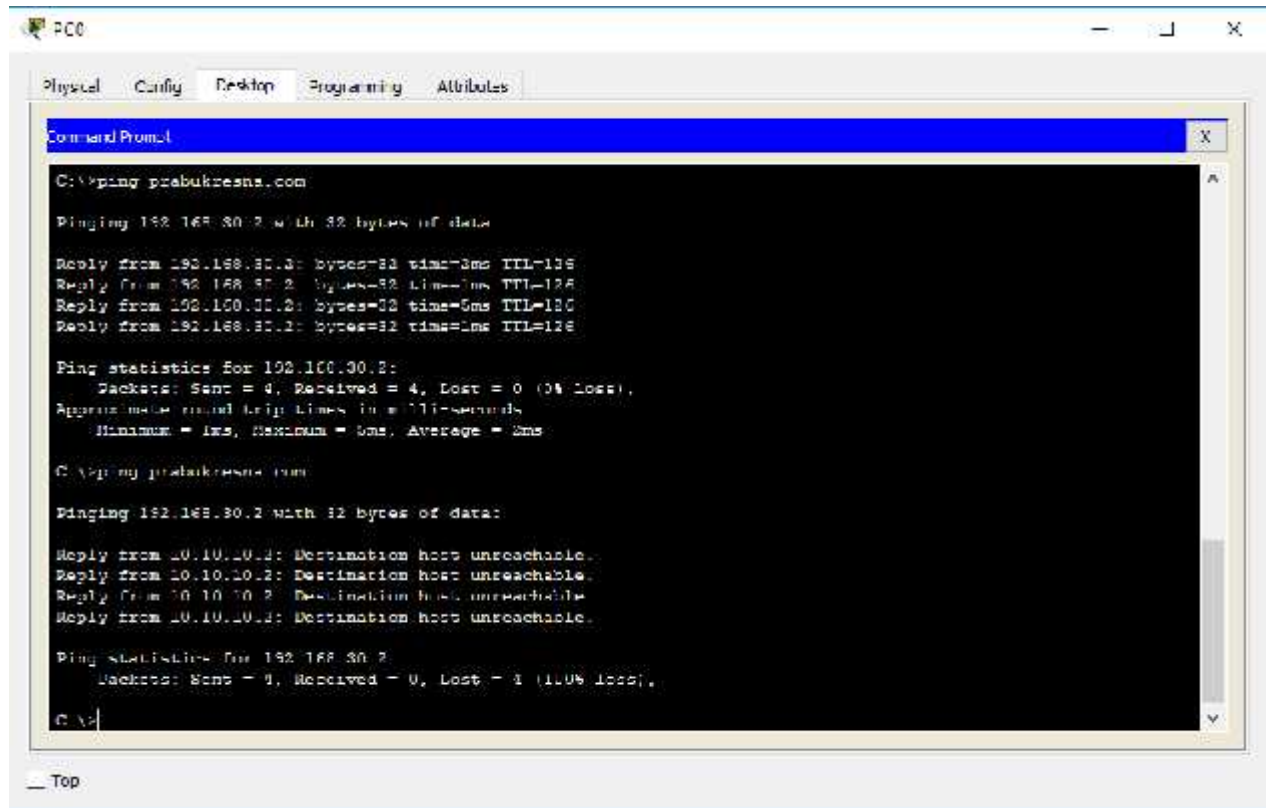 PC0
Physical Config Desktop Programming Attributes
Command Prompt
X
C:\>ping prabukresna.com
Pinging 192.168.30.2 with 32 bytes of data:
Reply from 192.168.30.2: bytes=32 time=3ms TTL=126
Reply from 192.168.30.2: bytes=32 time=1ms TTL=126
Reply from 192.168.30.2: bytes=32 time=5ms TTL=126
Reply from 192.168.30.2: bytes=32 time=1ms TTL=126
Ping statistics for 192.168.30.2:
Packets: Sent = 4, Received = 4, Lost = 0 (0% loss),
Approximate round trip times in milli-seconds:
Minimum = 1ms, Maximum = 5ms, Average = 2ms
C:\>ping prabukresna.com
Pinging 192.168.30.2 with 32 bytes of data:
Reply from 10.10.10.2: Destination host unreachable.
Reply from 10.10.10.2: Destination host unreachable.
Reply from 10.10.10.2: Destination host unreachable.
Reply from 10.10.10.2: Destination host unreachable.
Ping statistics for 192.168.30.2:
Packets: Sent = 4, Received = 0, Lost = 4 (100% loss),
C:\>
Top